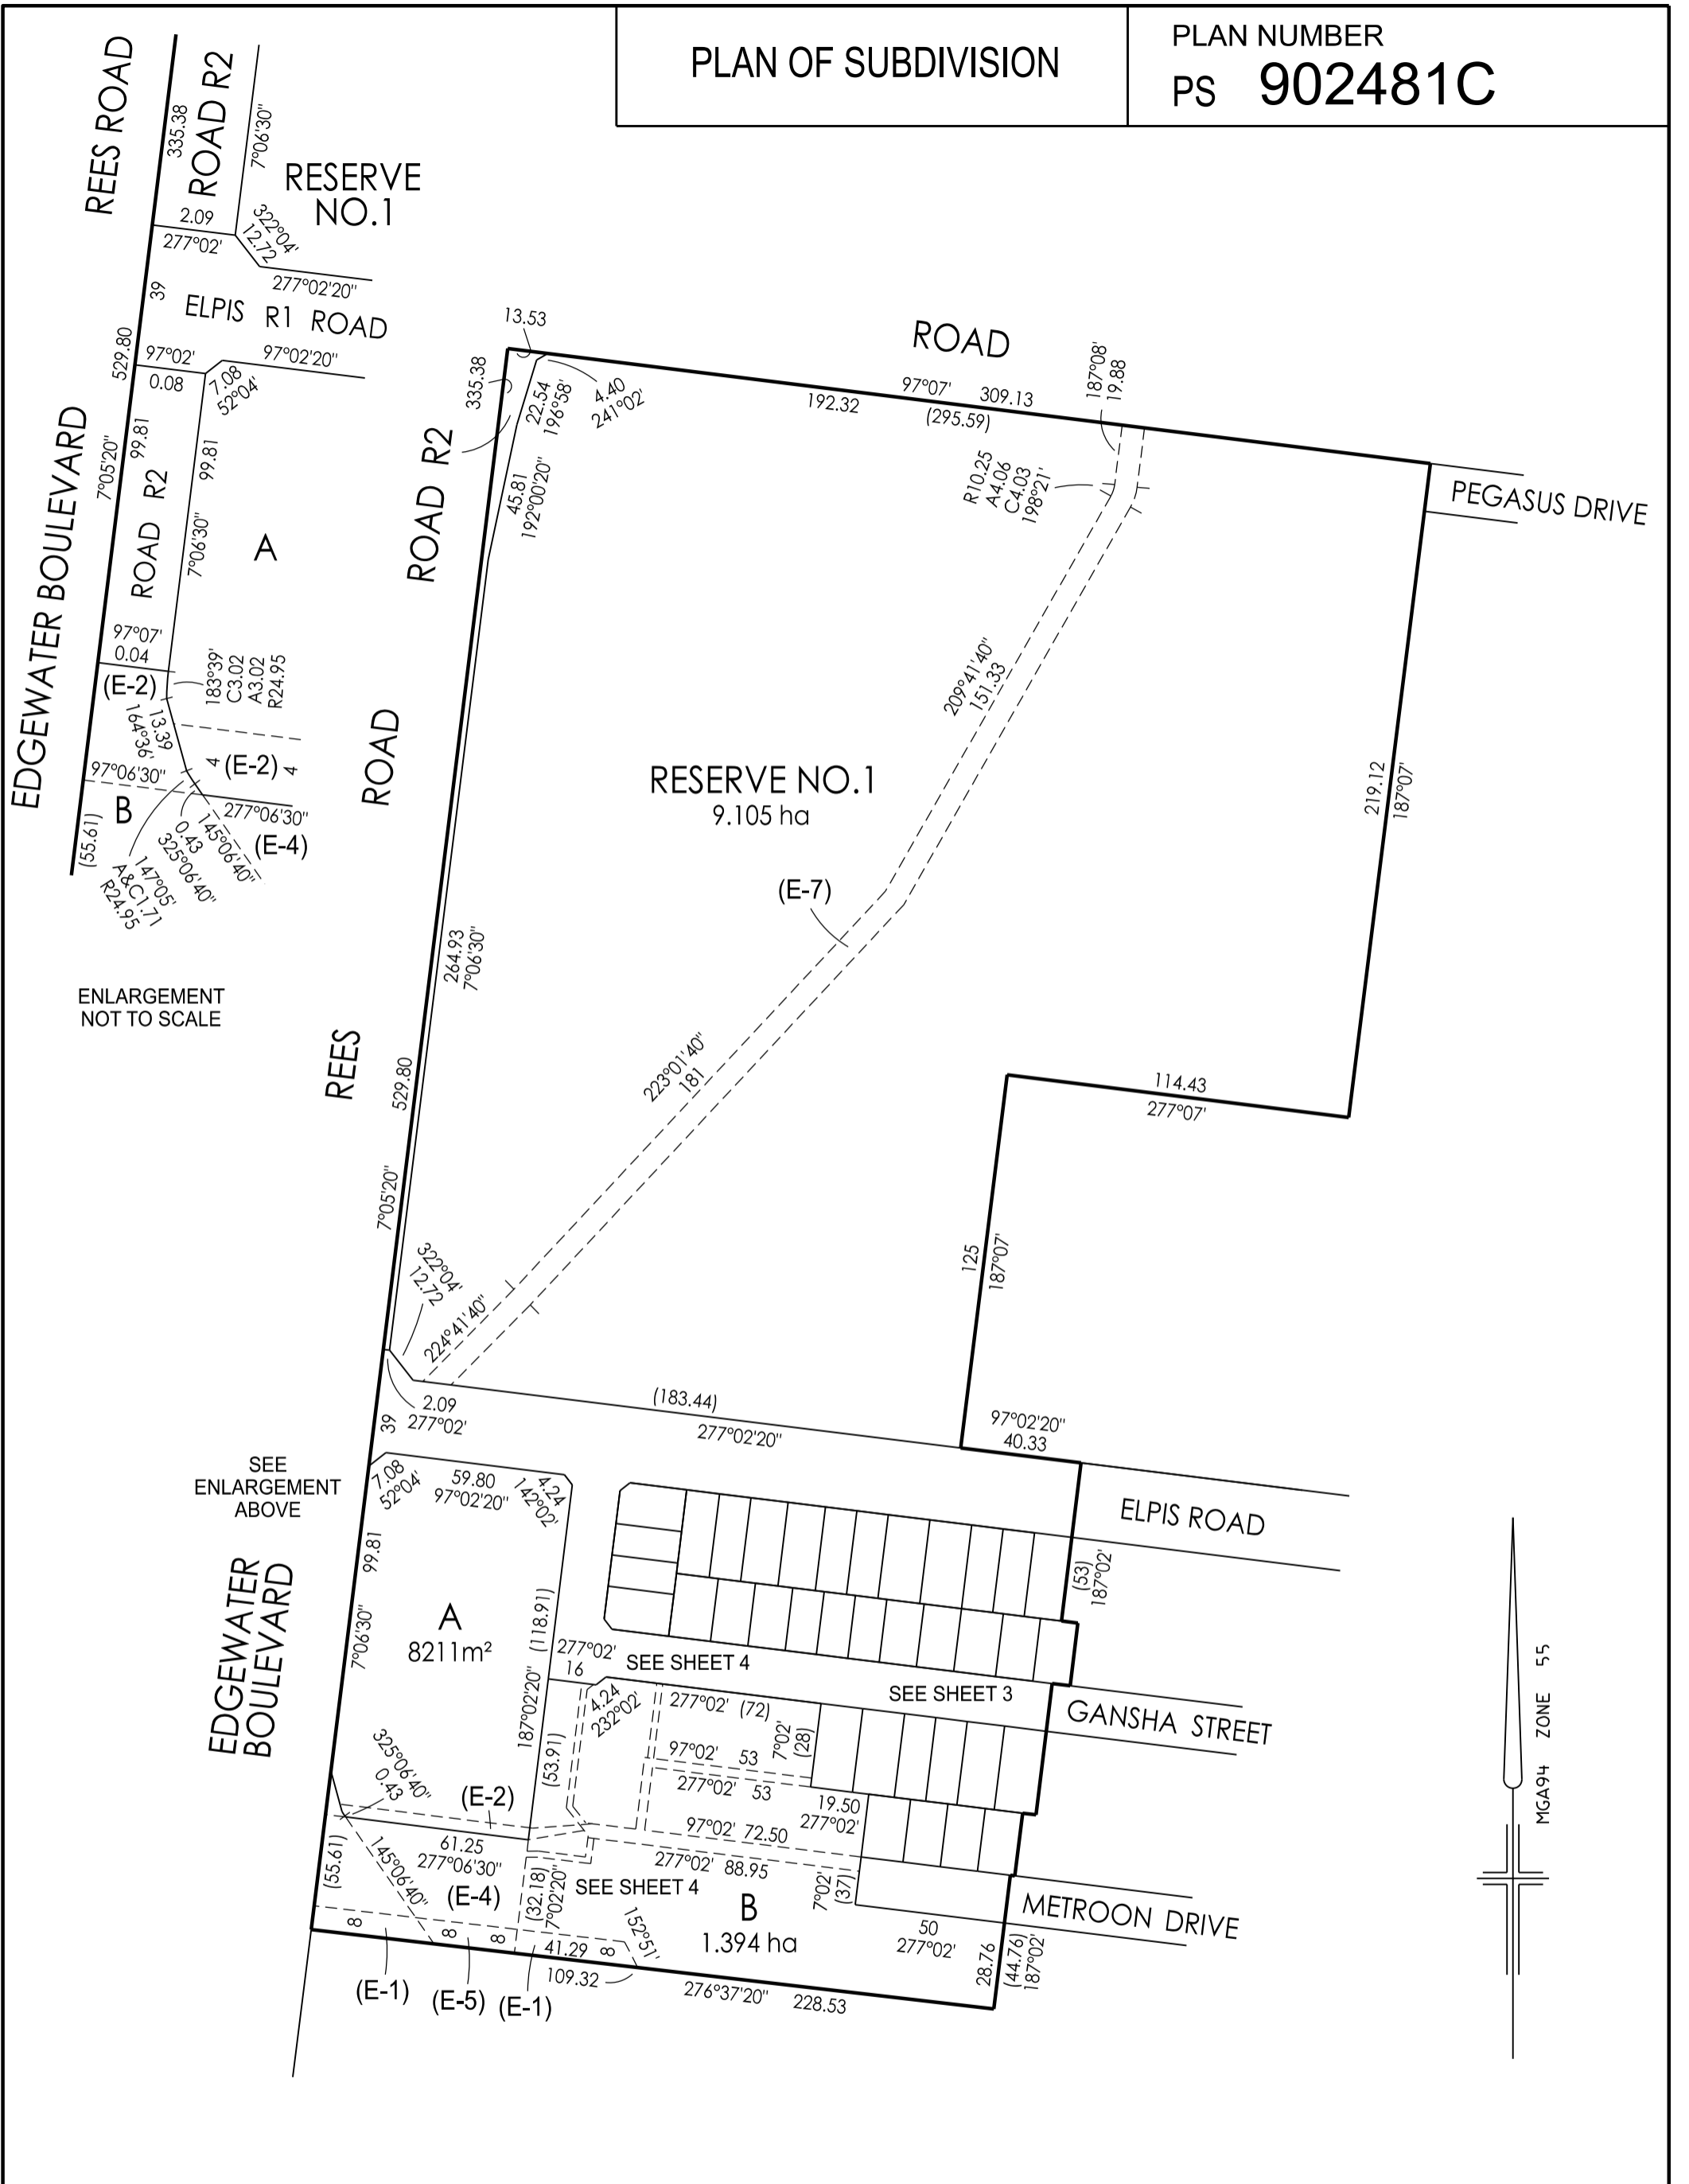 PLAN OF SUBDIVISION
PLAN NUMBER
PS 902481C
REES ROAD
335.38
ROAD R2
7°06'30"
RESERVE
NO.1
2.09
277°02'
322°04'
12.72
277°02'20"
39
ELPIS R1 ROAD
529.80
97°02'
0.08
7.08
52°04'
97°02'20"
EDGEWATER BOULEVARD
7°05'20"
99.81
ROAD R2
99.81
7°06'30"
A
97°07'
0.04
(E-2)
183°39'
C3.02
A3.02
R24.95
13.39
164°36'
4
(E-2)
4
97°06'30"
B
277°06'30"
(55.61)
0.43
325°06'40"
145°06'40"
(E-4)
147°05'
A&C1.71
R24.95
ENLARGEMENT
NOT TO SCALE
13.53
335.38
22.54
196°58'
4.40
241°02'
ROAD
97°07'
309.13
192.32
(295.59)
187°08'
19.88
PEGASUS DRIVE
ROAD R2
45.81
192°00'20"
R10.25
A4.06
C4.03
198°21'
209°41'40"
151.33
ROAD
RESERVE NO.1
9.105 ha
219.12
187°07'
(E-7)
264.93
7°06'30"
REES
529.80
223°01'40"
181
114.43
277°07'
7°05'20"
125
187°07'
322°04'
12.72
224°41'40"
2.09
277°02'
39
(183.44)
277°02'20"
97°02'20"
40.33
SEE
ENLARGEMENT
ABOVE
7.08
52°04'
59.80
97°02'20"
4.24
142°02'
ELPIS ROAD
99.81
(53)
187°02'
EDGEWATER
BOULEVARD
7°06'30"
A
8211m²
(118.91)
187°02'20"
277°02'
16
SEE SHEET 4
SEE SHEET 3
4.24
232°02'
277°02' (72)
GANSHA STREET
7°02'
(28)
97°02' 53
277°02' 53
(53.91)
325°06'40"
0.43
(E-2)
19.50
277°02'
97°02' 72.50
61.25
277°06'30"
277°02' 88.95
(55.61)
145°06'40"
(E-4)
(32.18)
7°02'20"
SEE SHEET 4
7°02'
(37)
B
1.394 ha
METROON DRIVE
152°51'
50
277°02'
8
8
8
41.29
8
28.76
(44.76)
187°02'
109.32
(E-1)
(E-5)
(E-1)
276°37'20" 228.53
MGA94 ZONE 55